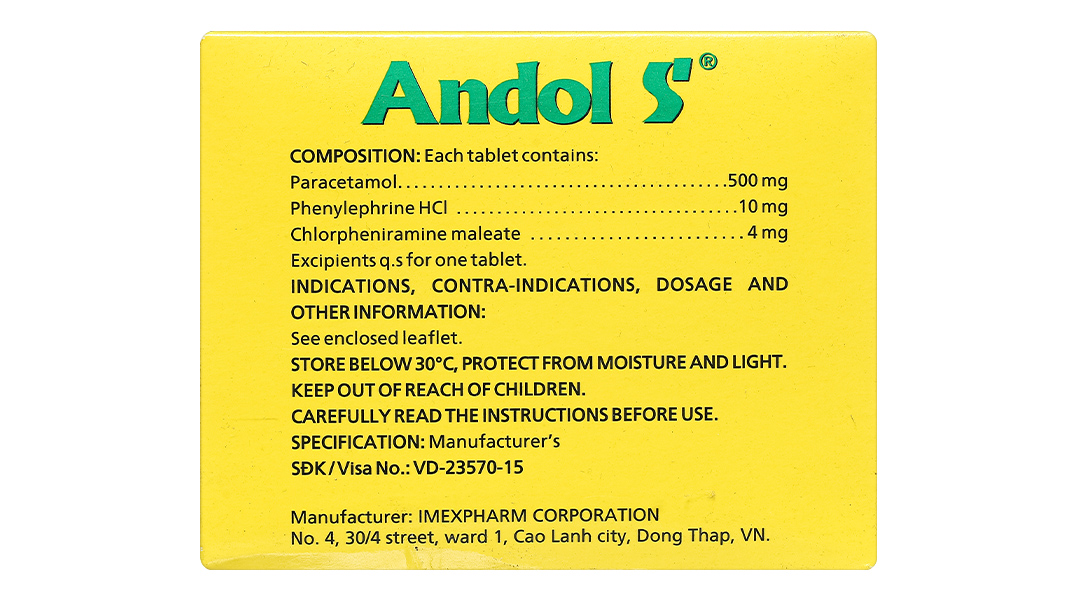 Andol S®
COMPOSITION: Each tablet contains:
Paracetamol.........................................500 mg
Phenylephrine HCl ...................................10 mg
Chlorpheniramine maleate ...........................4 mg
Excipients q.s for one tablet.
INDICATIONS, CONTRA-INDICATIONS, DOSAGE AND
OTHER INFORMATION:
See enclosed leaflet.
STORE BELOW 30°C, PROTECT FROM MOISTURE AND LIGHT.
KEEP OUT OF REACH OF CHILDREN.
CAREFULLY READ THE INSTRUCTIONS BEFORE USE.
SPECIFICATION: Manufacturer's
SĐK / Visa No.: VD-23570-15
Manufacturer: IMEXPHARM CORPORATION
No. 4, 30/4 street, ward 1, Cao Lanh city, Dong Thap, VN.